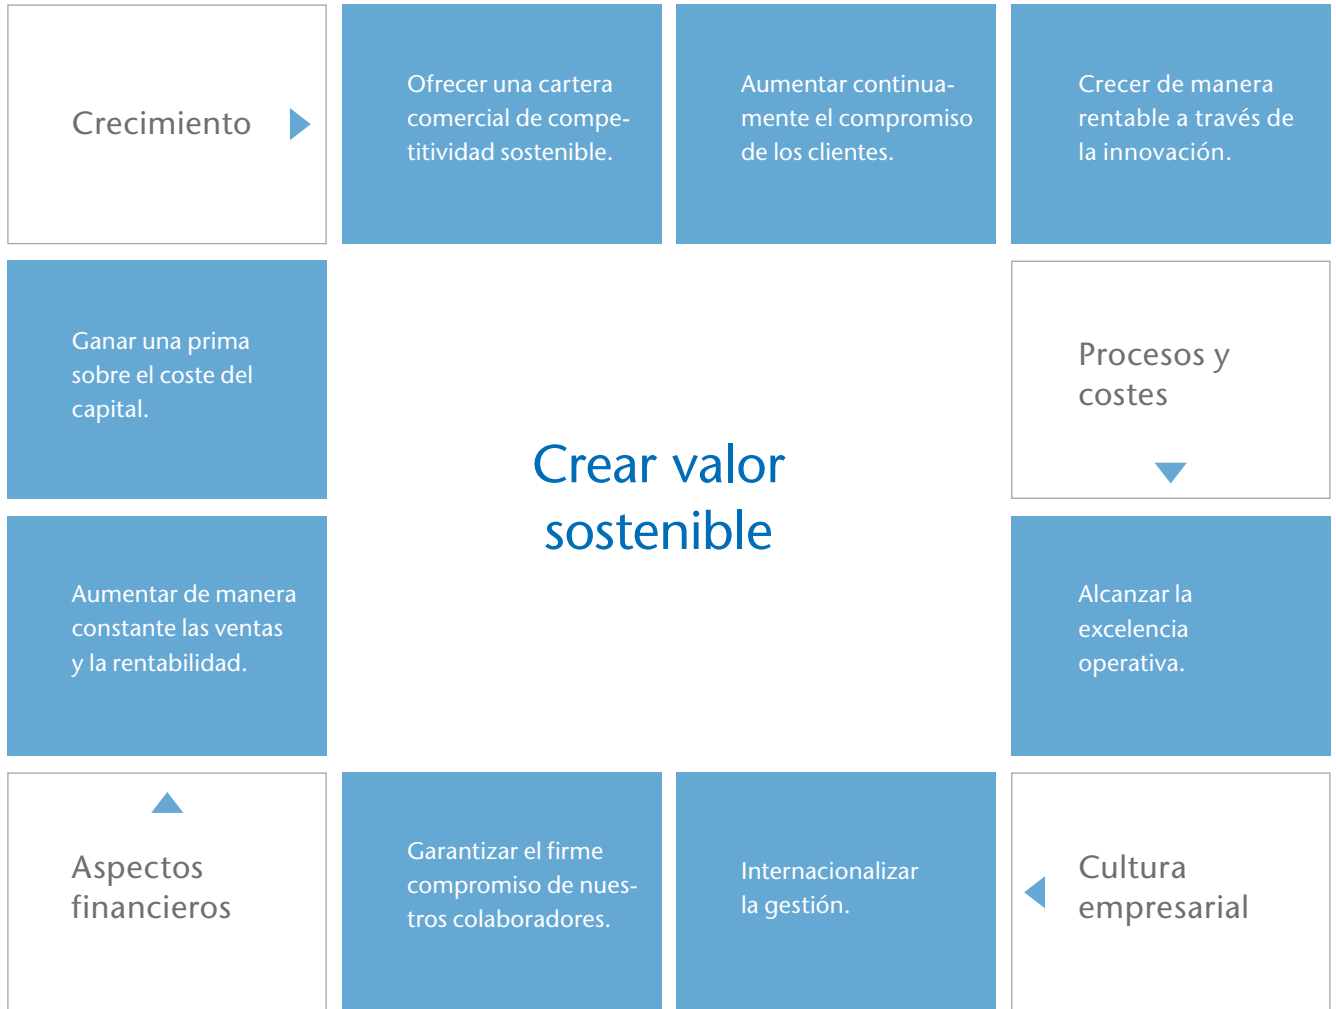 Crecimiento
Ofrecer una cartera
comercial de compe-
titividad sostenible.
Aumentar continua-
mente el compromiso
de los clientes.
Crecer de manera
rentable a través de
la innovación.
Ganar una prima
sobre el coste del
capital.
Procesos y
costes
Crear valor
sostenible
Aumentar de manera
constante las ventas
y la rentabilidad.
Alcanzar la
excelencia
operativa.
Aspectos
financieros
Garantizar el firme
compromiso de nues-
tros colaboradores.
Internacionalizar
la gestión.
Cultura
empresarial